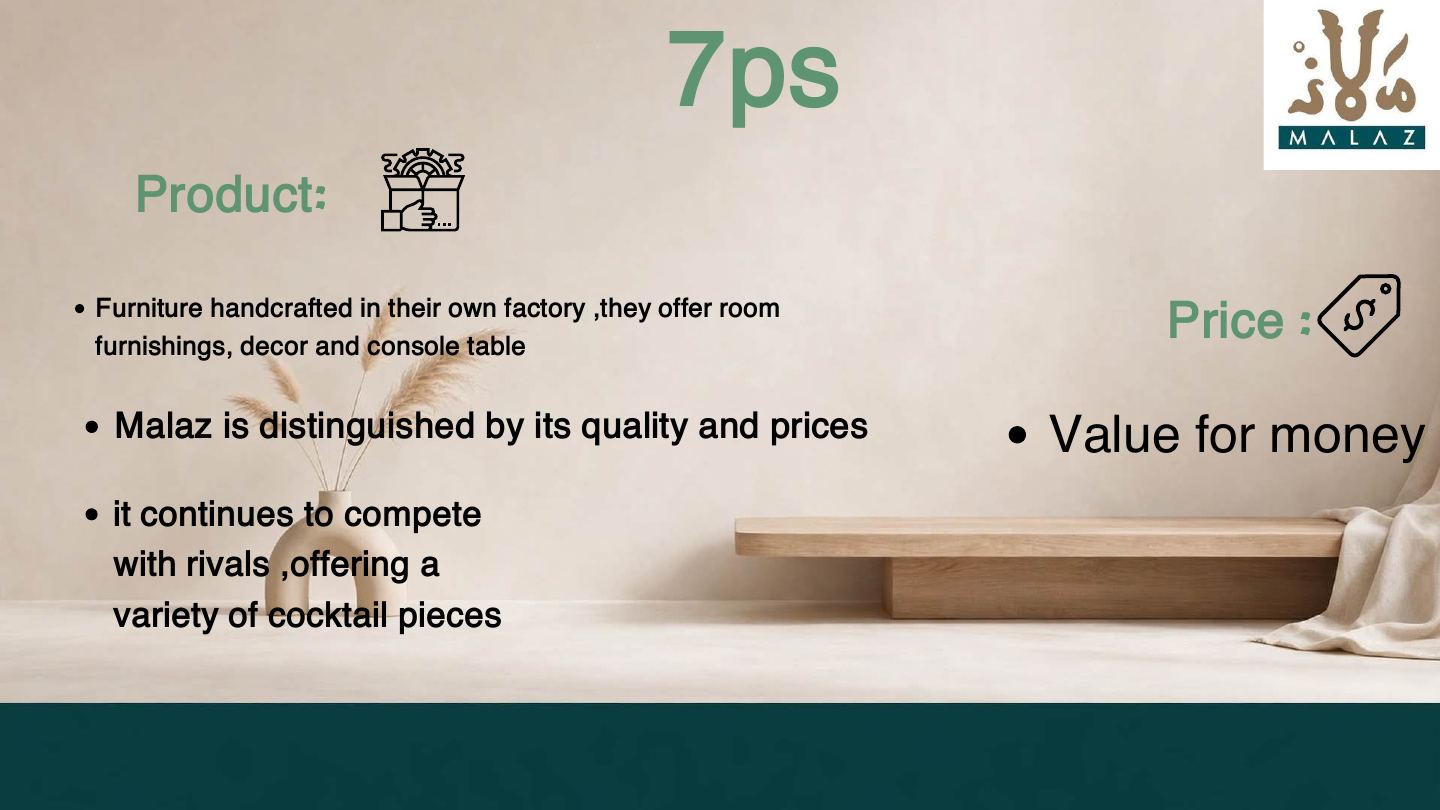 7ps
ملاذ
MALAZ
Product:
• Furniture handcrafted in their own factory ,they offer room
furnishings, decor and console table
• Malaz is distinguished by its quality and prices
• it continues to compete
with rivals ,offering a
variety of cocktail pieces
Price :
$
• Value for money